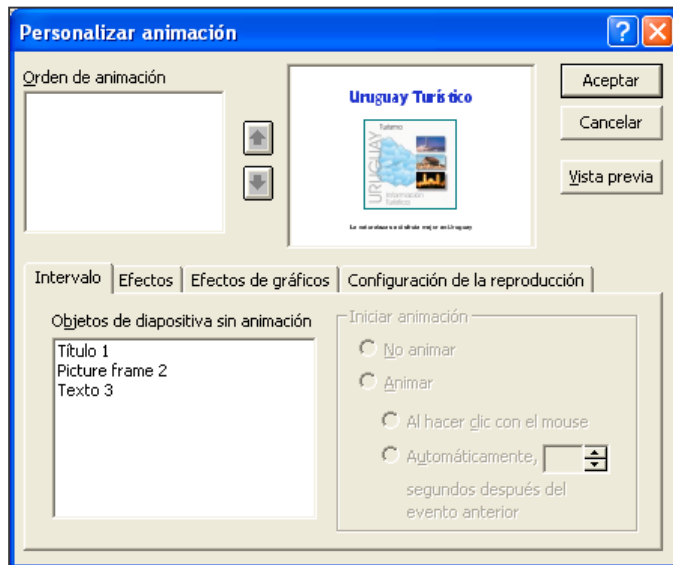 Personalizar animación
Orden de animación
Uruguay Turístico
Turismo
URUGUAY
Información
Turística
Aceptar
Cancelar
Vista previa
Intervalo
Efectos
Efectos de gráficos
Configuración de la reproducción
Objetos de diapositiva sin animación
Título 1
Picture frame 2
Texto 3
Iniciar animación
No animar
Animar
Al hacer clic con el mouse
Automáticamente,
segundos después del
evento anterior